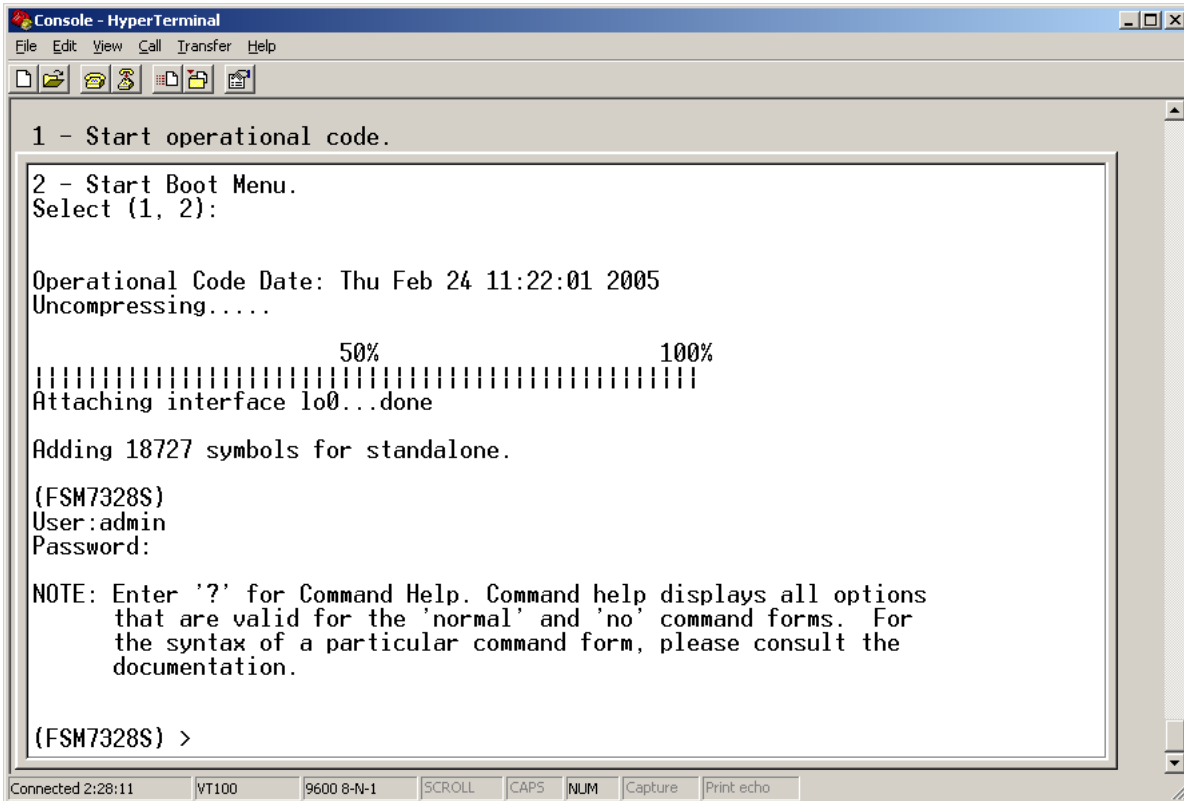 Console - HyperTerminal
File Edit View Call Transfer Help
1 - Start operational code.
2 - Start Boot Menu.
Select (1, 2):
Operational Code Date: Thu Feb 24 11:22:01 2005
Uncompressing.....
50% 100%
||||||||||||||||||||||||||||||||||||||||||||||||||
Attaching interface lo0...done
Adding 18727 symbols for standalone.
(FSM7328S)
User:admin
Password:
NOTE: Enter '?' for Command Help. Command help displays all options
that are valid for the 'normal' and 'no' command forms.  For
the syntax of a particular command form, please consult the
documentation.
(FSM7328S) >
Connected 2:28:11 VT100 9600 8-N-1 SCROLL CAPS NUM Capture Print echo